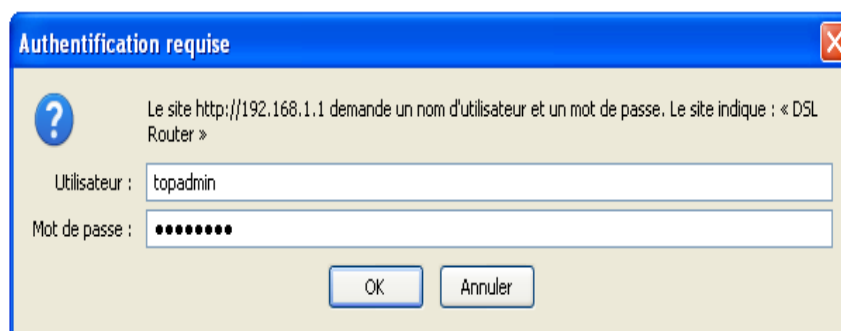 Authentification requise
Le site http://192.168.1.1 demande un nom d'utilisateur et un mot de passe. Le site indique : « DSL
Router »
Utilisateur : topadmin
Mot de passe : ●●●●●●●●
OK Annuler